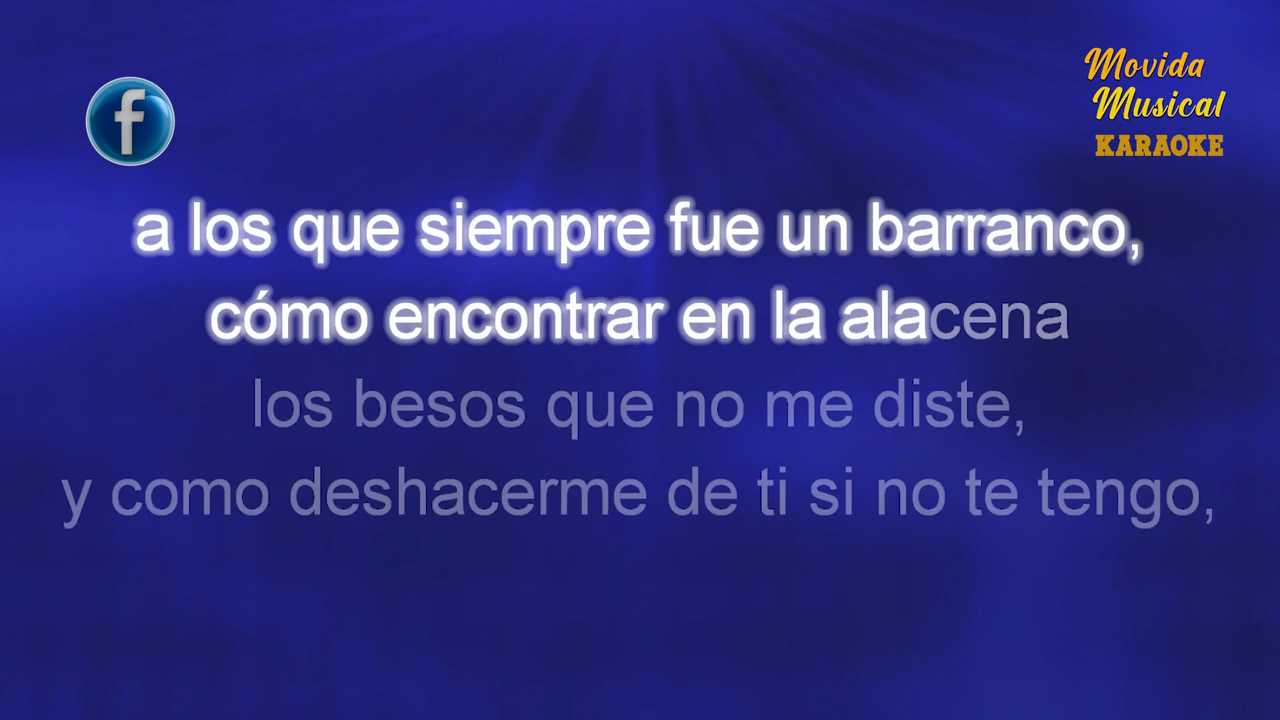 f
Movida
Musical
KARAOKE
a los que siempre fue un barranco,
cómo encontrar en la alacena
los besos que no me diste,
y como deshacerme de ti si no te tengo,